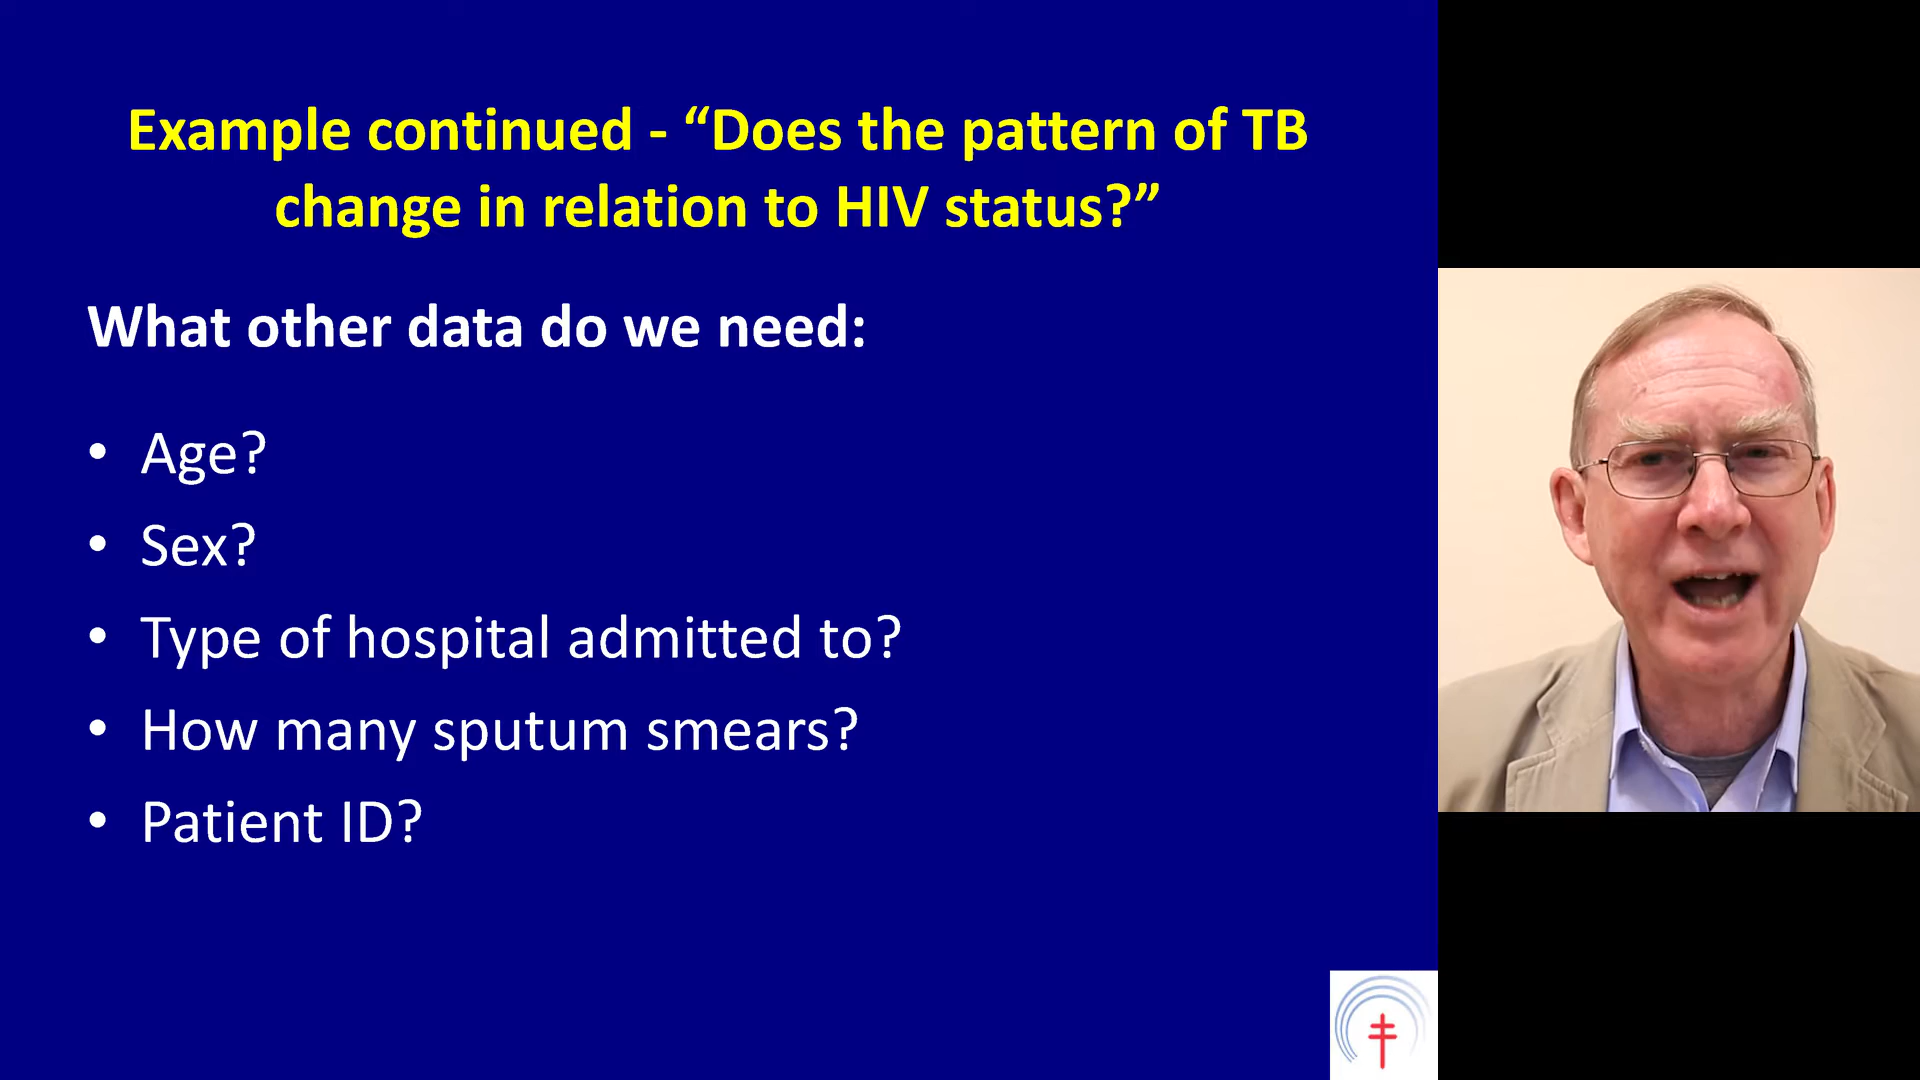 Example continued - “Does the pattern of TB
change in relation to HIV status?”
What other data do we need:
• Age?
• Sex?
• Type of hospital admitted to?
• How many sputum smears?
• Patient ID?